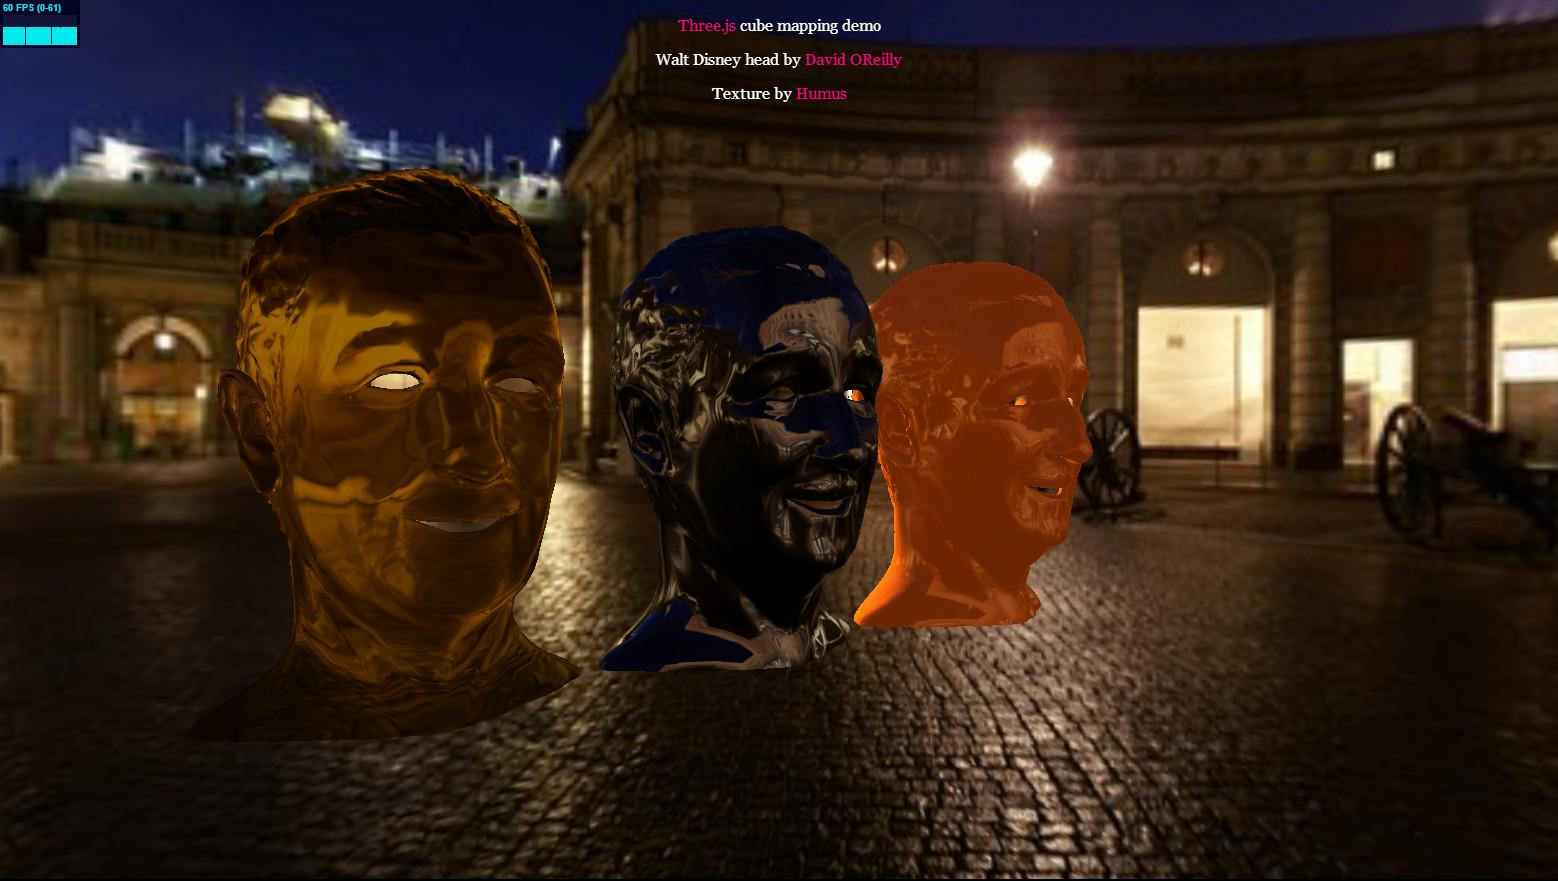 60 FPS (0-61)
Three.js cube mapping demo
Walt Disney head by David OReilly
Texture by Humus